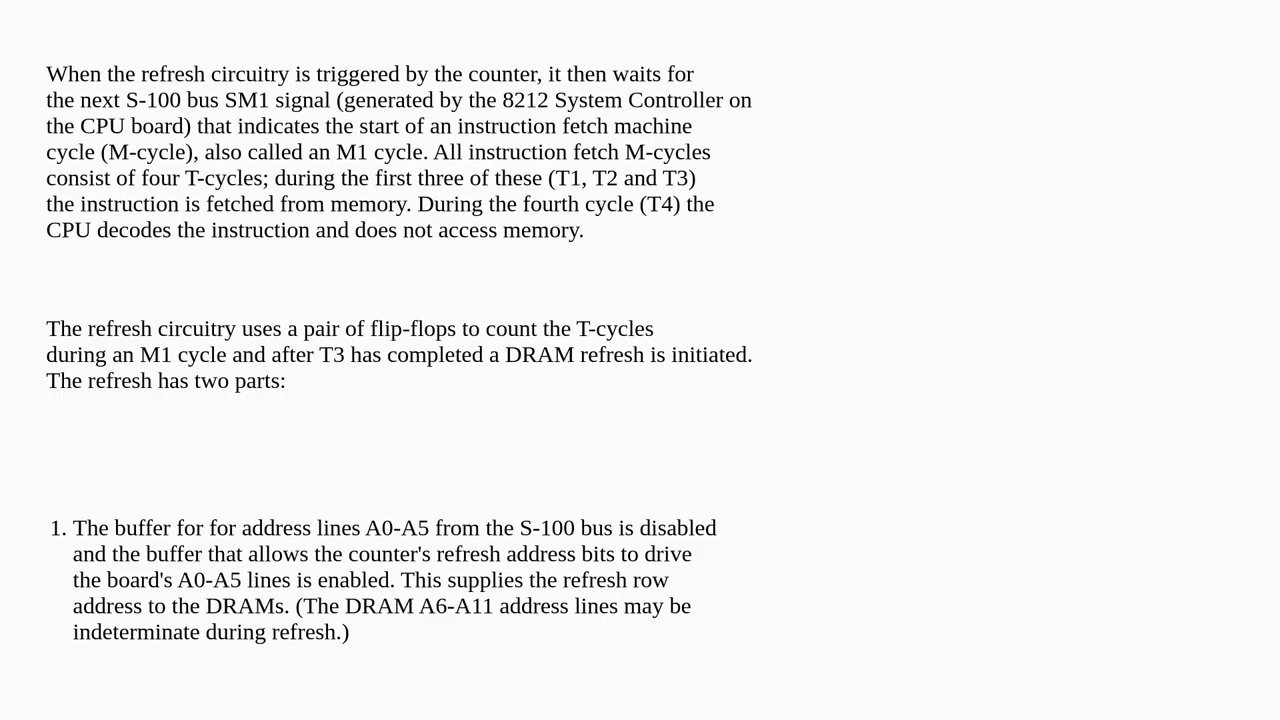 When the refresh circuitry is triggered by the counter, it then waits for
the next S-100 bus SM1 signal (generated by the 8212 System Controller on
the CPU board) that indicates the start of an instruction fetch machine
cycle (M-cycle), also called an M1 cycle. All instruction fetch M-cycles
consist of four T-cycles; during the first three of these (T1, T2 and T3)
the instruction is fetched from memory. During the fourth cycle (T4) the
CPU decodes the instruction and does not access memory.
The refresh circuitry uses a pair of flip-flops to count the T-cycles
during an M1 cycle and after T3 has completed a DRAM refresh is initiated.
The refresh has two parts:
1. The buffer for for address lines A0-A5 from the S-100 bus is disabled
and the buffer that allows the counter's refresh address bits to drive
the board's A0-A5 lines is enabled. This supplies the refresh row
address to the DRAMs. (The DRAM A6-A11 address lines may be
indeterminate during refresh.)